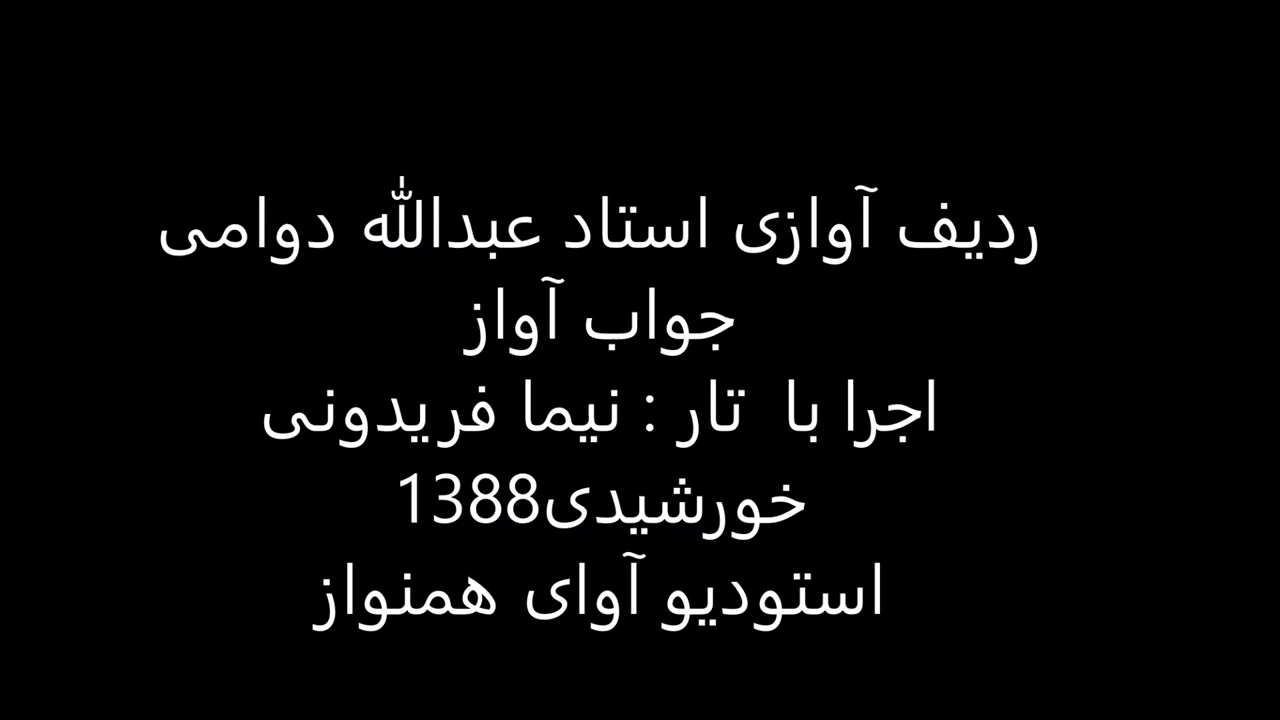 ردیف آوازی استاد عبدالله دوامی
جواب آواز
اجرا با تار : نیما فریدونی
خورشیدی1388
استودیو آوای همنواز